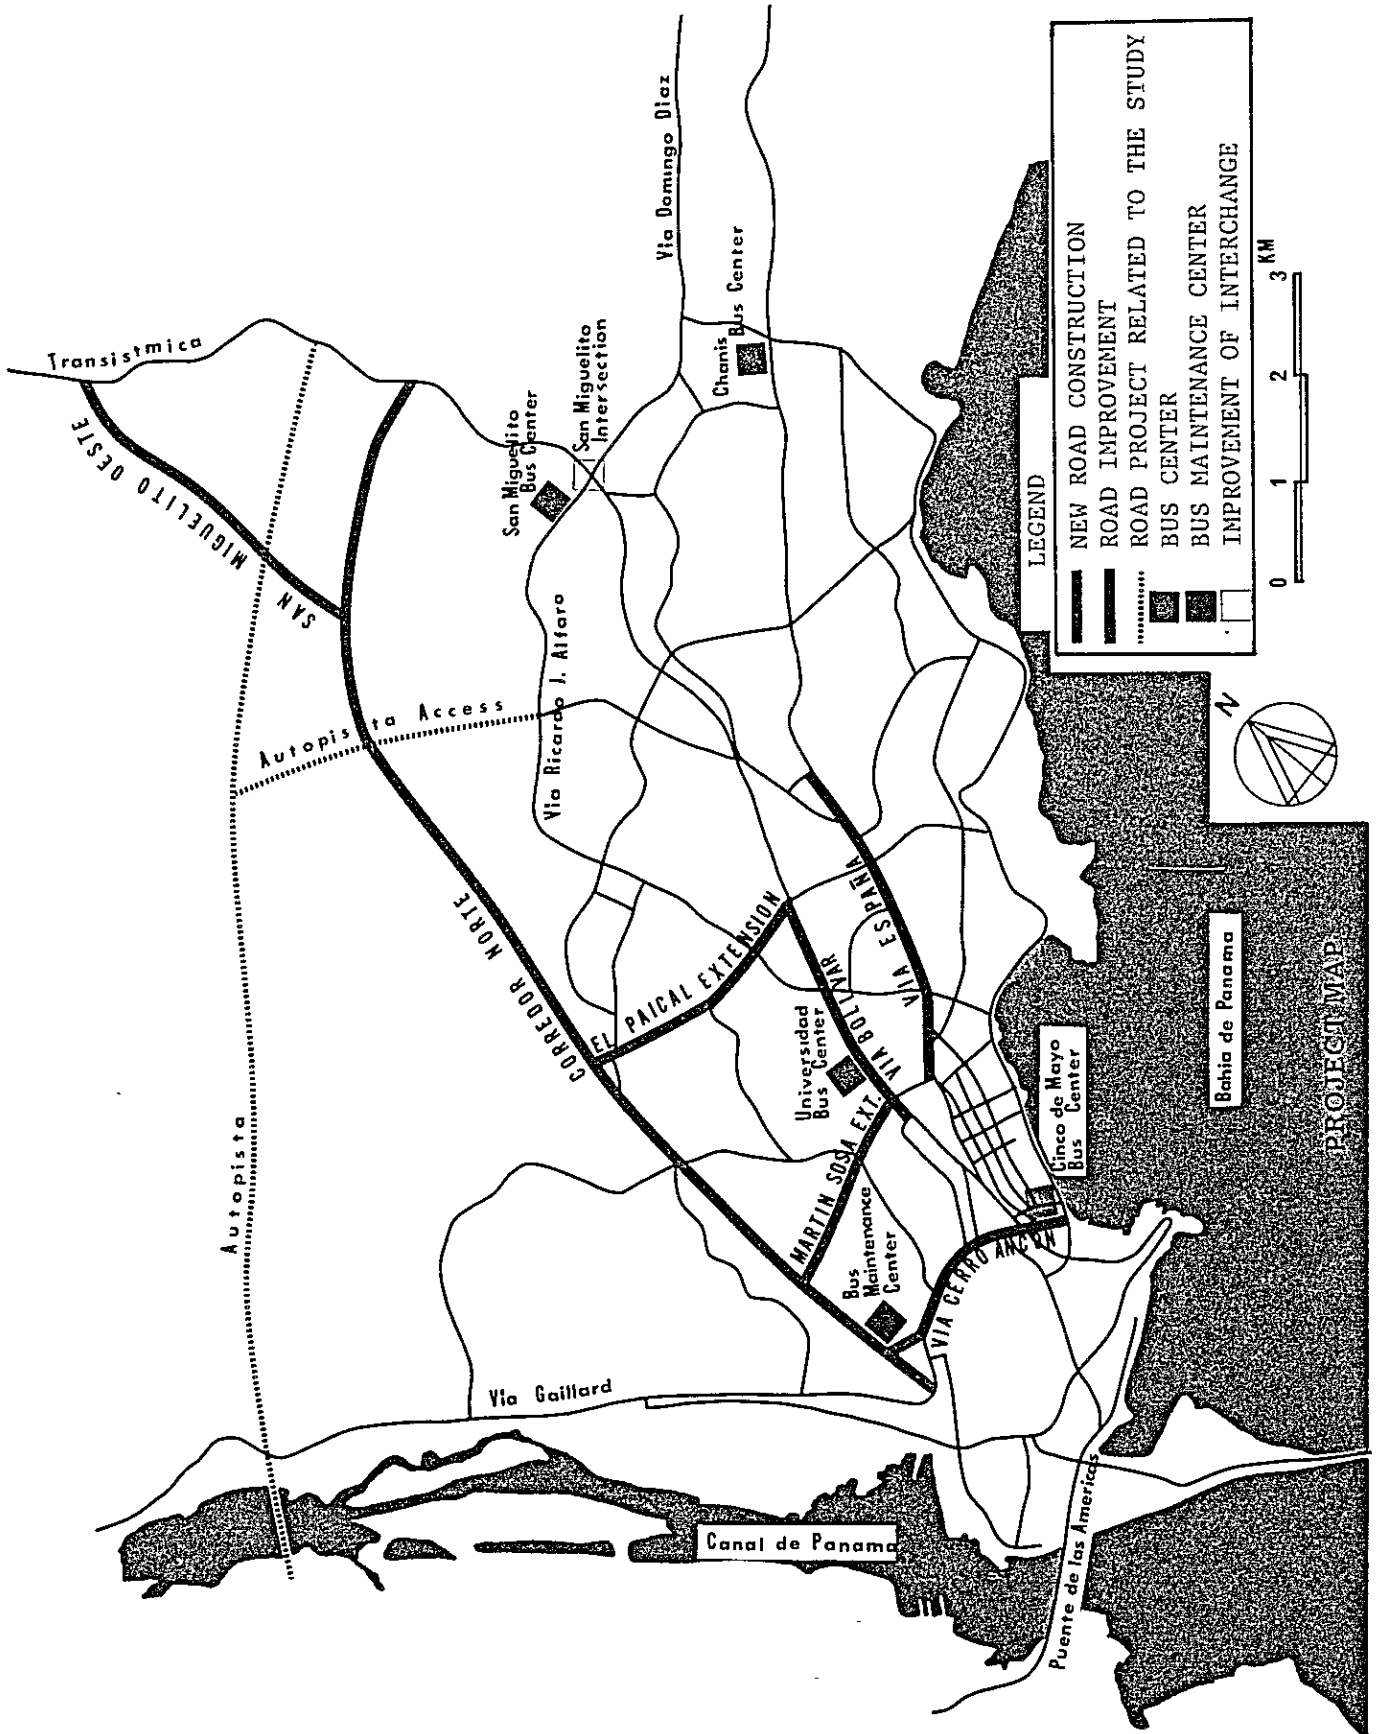 Transistmica
SAN MIGUELITO OESTE
Autopista Access
Autopista
CORREDOR NORTE
Via Ricardo J. Alfaro
San Miguelito
Bus Center
San Miguelito
Intersection
Via Domingo Diaz
Chanis
Bus Center
EL PAICAL EXTENSION
VIA BOLIVAR
VIA ESPAÑA
Universidad
Bus Center
MARTIN SOSA EXT.
Bus
Maintenance
Center
VIA CERRO ANCON
Cinco de Mayo
Bus Center
Via Gaillard
Canal de Panama
Puente de las Americas
Bahia de Panama
PROJECT MAP
N
LEGEND
NEW ROAD CONSTRUCTION
ROAD IMPROVEMENT
ROAD PROJECT RELATED TO THE STUDY
BUS CENTER
BUS MAINTENANCE CENTER
IMPROVEMENT OF INTERCHANGE
0 1 2 3 KM